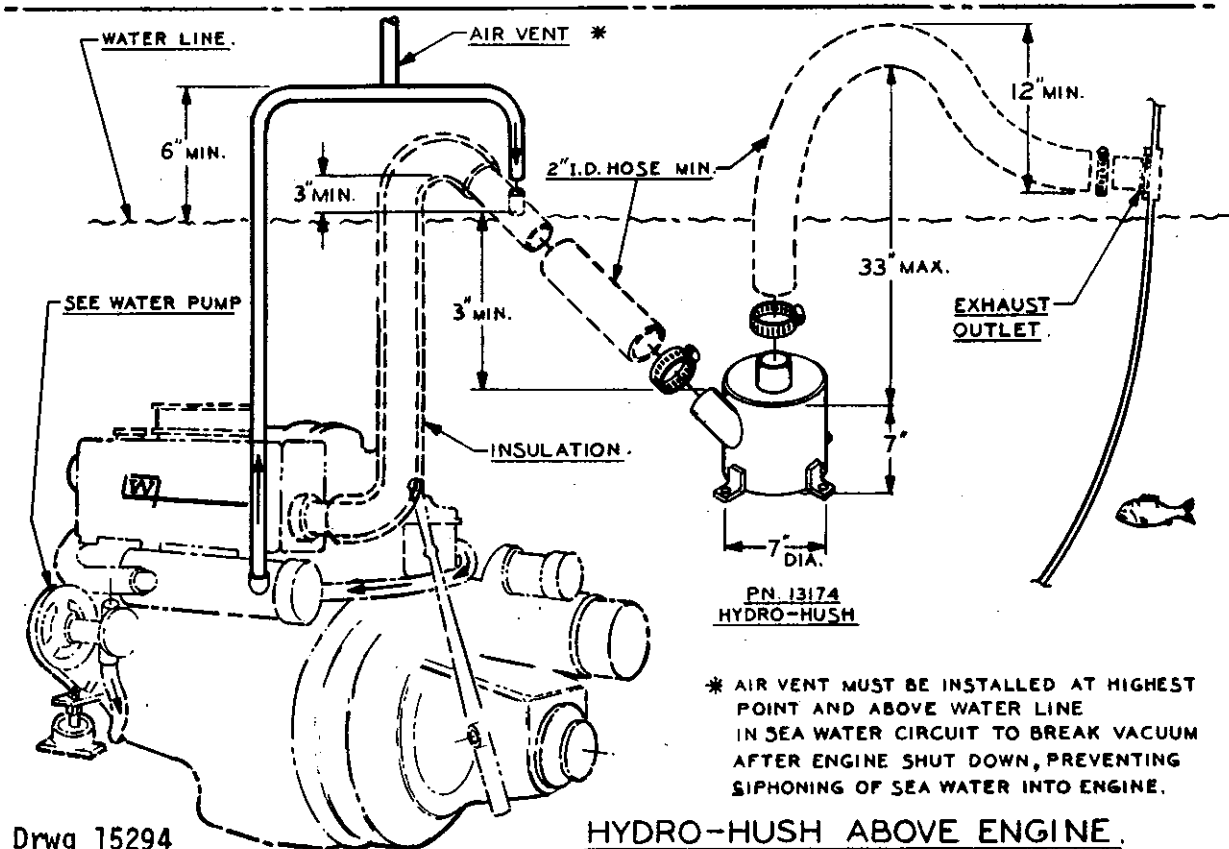 WATER LINE.
AIR VENT *
6" MIN.
3" MIN.
2" I.D. HOSE MIN.
12" MIN.
SEE WATER PUMP
3" MIN.
33" MAX.
EXHAUST
OUTLET.
INSULATION.
W
7"
7"
DIA.
PN. 13174
HYDRO-HUSH
* AIR VENT MUST BE INSTALLED AT HIGHEST
POINT AND ABOVE WATER LINE
IN SEA WATER CIRCUIT TO BREAK VACUUM
AFTER ENGINE SHUT DOWN, PREVENTING
SIPHONING OF SEA WATER INTO ENGINE.
Drwg 15294
HYDRO-HUSH ABOVE ENGINE.